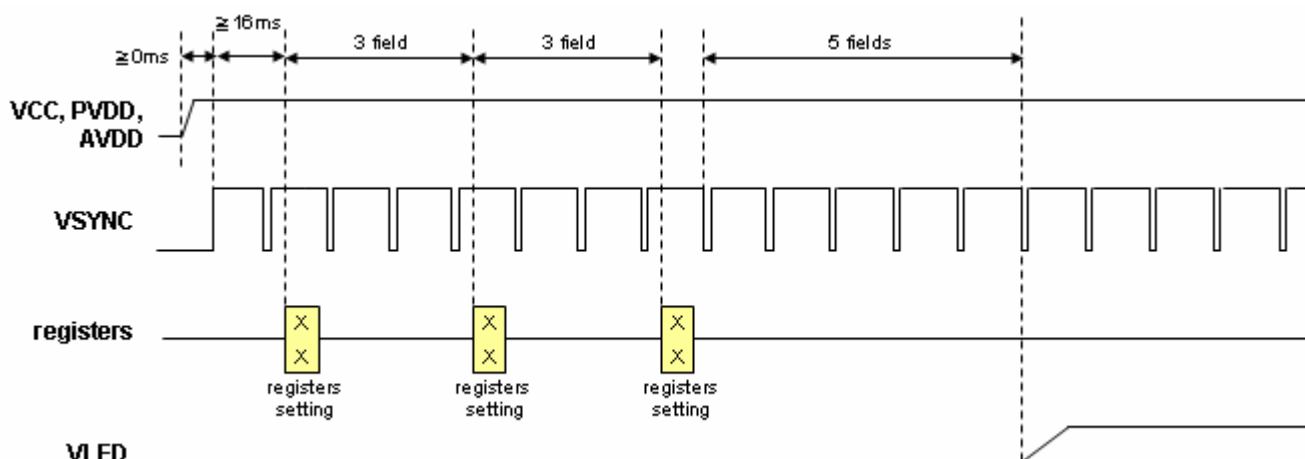 ≧16ms
3 field
3 field
5 fields
≧0ms
VCC, PVDD,
AVDD
VSYNC
registers
X
X
X
X
X
X
registers
setting
registers
setting
registers
setting
VLED